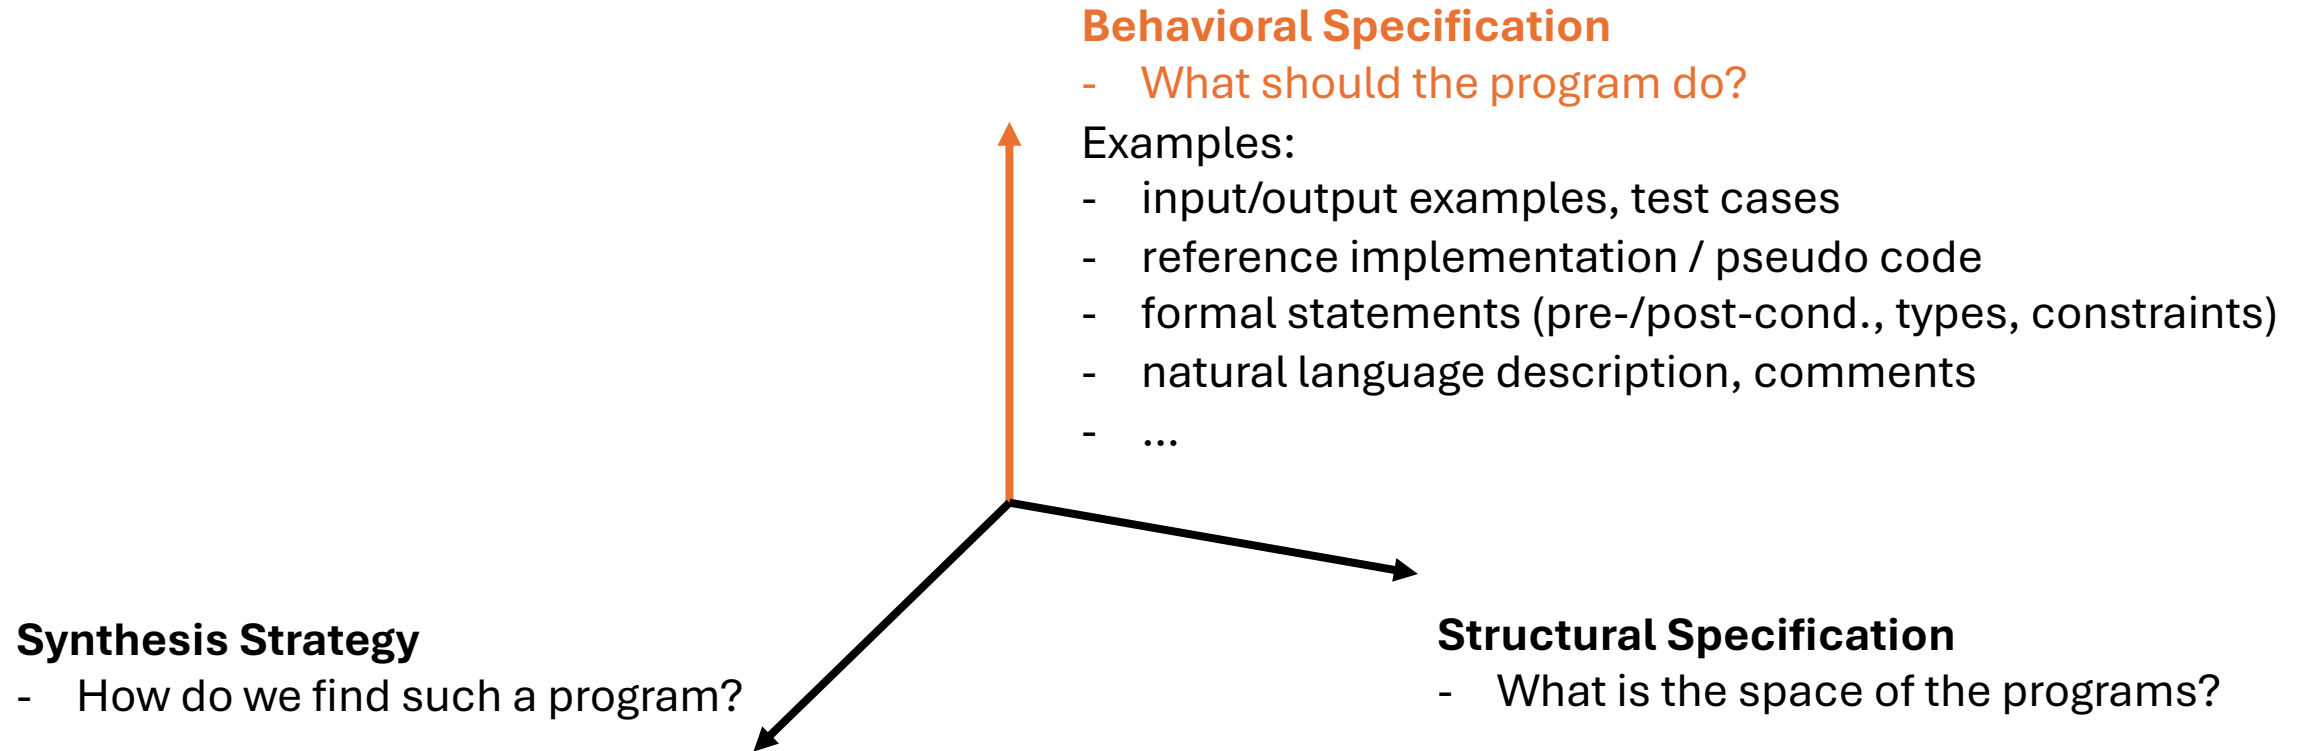 Behavioral Specification
- What should the program do?
Examples:
- input/output examples, test cases
- reference implementation / pseudo code
- formal statements (pre-/post-cond., types, constraints)
- natural language description, comments
- ...
Synthesis Strategy
- How do we find such a program?
Structural Specification
- What is the space of the programs?